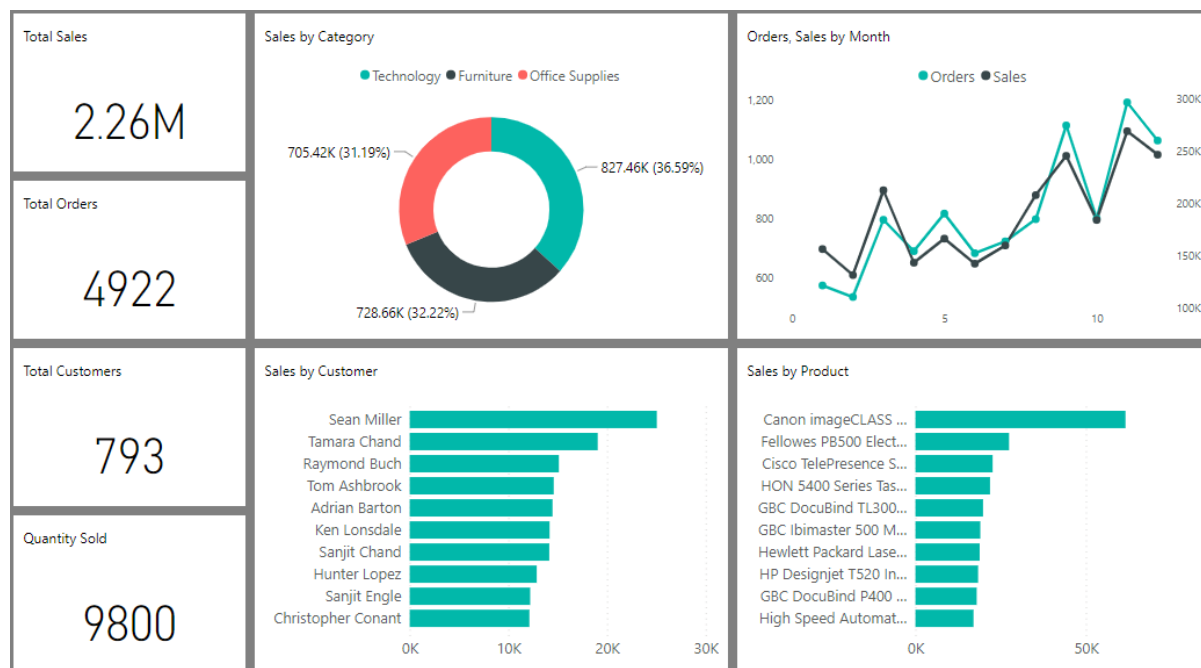 Total Sales
2.26M
Total Orders
4922
Total Customers
793
Quantity Sold
9800
Sales by Category
Technology Furniture Office Supplies
705.42K (31.19%)
827.46K (36.59%)
728.66K (32.22%)
Orders, Sales by Month
Orders Sales
1,200
1,000
800
600
300K
250K
200K
150K
100K
0 5 10
Sales by Customer
Sean Miller
Tamara Chand
Raymond Buch
Tom Ashbrook
Adrian Barton
Ken Lonsdale
Sanjit Chand
Hunter Lopez
Sanjit Engle
Christopher Conant
0K 10K 20K 30K
Sales by Product
Canon imageCLASS ...
Fellowes PB500 Elect...
Cisco TelePresence S...
HON 5400 Series Tas...
GBC DocuBind TL300...
GBC Ibimaster 500 M...
Hewlett Packard Lase...
HP Designjet T520 In...
GBC DocuBind P400 ...
High Speed Automat...
0K 50K